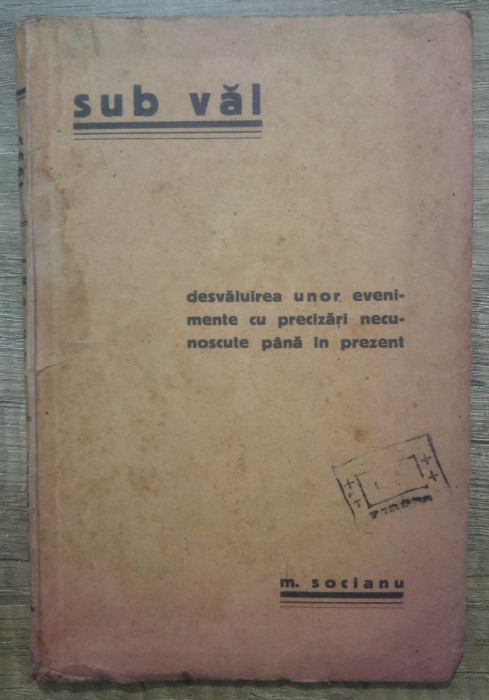 sub văl
desvăluirea unor eveni-
mente cu precizări necu-
noscute până în prezent
m. socianu